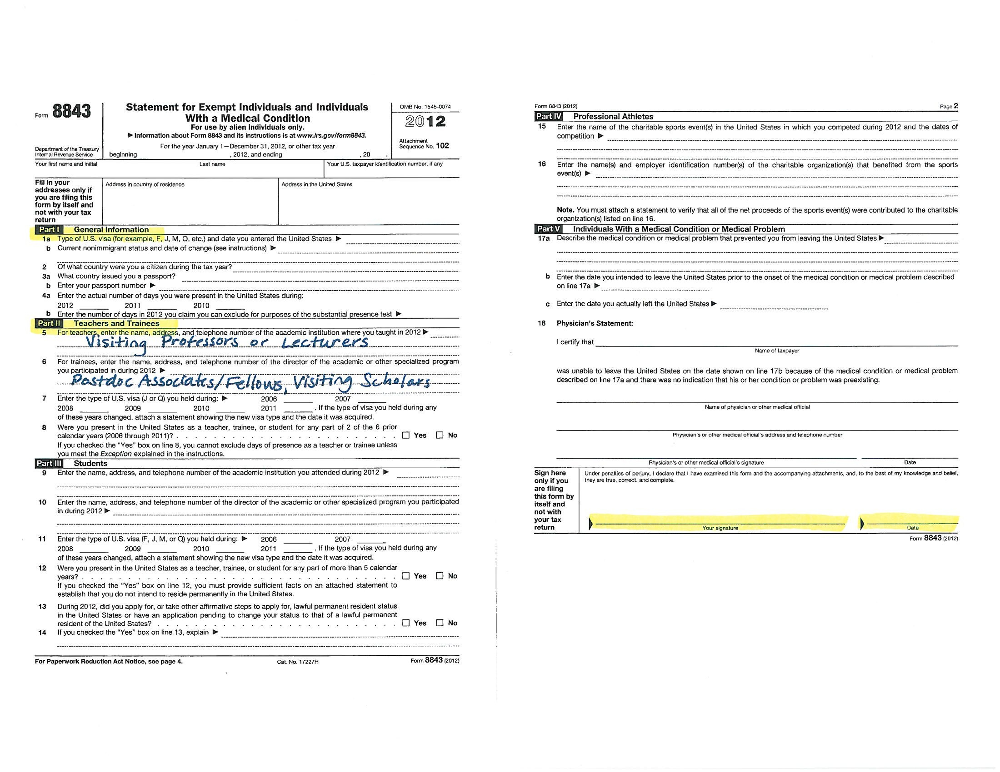 Form 8843
Department of the Treasury
Internal Revenue Service
Statement for Exempt Individuals and Individuals
With a Medical Condition
For use by alien individuals only.
▶ Information about Form 8843 and its instructions is at www.irs.gov/form8843.
For the year January 1—December 31, 2012, or other tax year
beginning , 2012, and ending , 20 .
OMB No. 1545-0074
2012
Attachment
Sequence No. 102
Your first name and initial
Last name
Your U.S. taxpayer identification number, if any
Fill in your
addresses only if
you are filing this
form by itself and
not with your tax
return
Address in country of residence
Address in the United States
Part I General Information
1a Type of U.S. visa (for example, F, J, M, Q, etc.) and date you entered the United States ▶
b Current nonimmigrant status and date of change (see instructions) ▶
2 Of what country were you a citizen during the tax year?
3a What country issued you a passport?
b Enter your passport number ▶
4a Enter the actual number of days you were present in the United States during:
2012 2011 2010
b Enter the number of days in 2012 you claim you can exclude for purposes of the substantial presence test ▶
Part II Teachers and Trainees
5 For teachers, enter the name, address, and telephone number of the academic institution where you taught in 2012 ▶
Visiting Professors or Lecturers
6 For trainees, enter the name, address, and telephone number of the director of the academic or other specialized program
you participated in during 2012 ▶
Postdoc Associates/Fellows, Visiting Scholars
7 Enter the type of U.S. visa (J or Q) you held during: ▶ 2006 2007
2008 2009 2010 2011 . If the type of visa you held during any
of these years changed, attach a statement showing the new visa type and the date it was acquired.
8 Were you present in the United States as a teacher, trainee, or student for any part of 2 of the 6 prior
calendar years (2006 through 2011)? . . . . . . . . . . . . . . . . . . . . . . Yes No
If you checked the "Yes" box on line 8, you cannot exclude days of presence as a teacher or trainee unless
you meet the Exception explained in the instructions.
Part III Students
9 Enter the name, address, and telephone number of the academic institution you attended during 2012 ▶
10 Enter the name, address, and telephone number of the director of the academic or other specialized program you participated
in during 2012 ▶
11 Enter the type of U.S. visa (F, J, M, or Q) you held during: ▶ 2006 2007
2008 2009 2010 2011 . If the type of visa you held during any
of these years changed, attach a statement showing the new visa type and the date it was acquired.
12 Were you present in the United States as a teacher, trainee, or student for any part of more than 5 calendar
years? . . . . . . . . . . . . . . . . . . . . . . . . . . . . . Yes No
If you checked the "Yes" box on line 12, you must provide sufficient facts on an attached statement to
establish that you do not intend to reside permanently in the United States.
13 During 2012, did you apply for, or take other affirmative steps to apply for, lawful permanent resident status
in the United States or have an application pending to change your status to that of a lawful permanent
resident of the United States? . . . . . . . . . . . . . . . . . . . . . . . Yes No
14 If you checked the "Yes" box on line 13, explain ▶
For Paperwork Reduction Act Notice, see page 4. Cat. No. 17227H Form 8843 (2012)
Form 8843 (2012) Page 2
Part IV Professional Athletes
15 Enter the name of the charitable sports event(s) in the United States in which you competed during 2012 and the dates of
competition ▶
16 Enter the name(s) and employer identification number(s) of the charitable organization(s) that benefited from the sports
event(s) ▶
Note. You must attach a statement to verify that all of the net proceeds of the sports event(s) were contributed to the charitable
organization(s) listed on line 16.
Part V Individuals With a Medical Condition or Medical Problem
17a Describe the medical condition or medical problem that prevented you from leaving the United States ▶
b Enter the date you intended to leave the United States prior to the onset of the medical condition or medical problem described
on line 17a ▶
c Enter the date you actually left the United States ▶
18 Physician's Statement:
I certify that
Name of taxpayer
was unable to leave the United States on the date shown on line 17b because of the medical condition or medical problem
described on line 17a and there was no indication that his or her condition or problem was preexisting.
Name of physician or other medical official
Physician's or other medical official's address and telephone number
Physician's or other medical official's signature Date
Sign here
only if you
are filing
this form by
itself and
not with
your tax
return
Under penalties of perjury, I declare that I have examined this form and the accompanying attachments, and, to the best of my knowledge and belief,
they are true, correct, and complete.
Your signature Date
Form 8843 (2012)